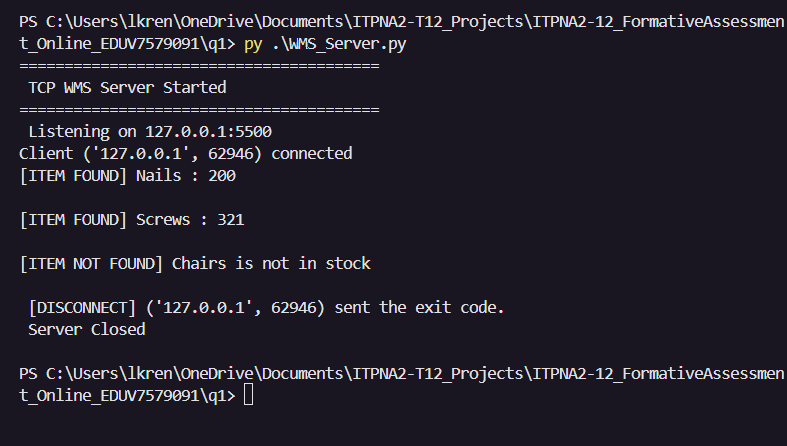 PS C:\Users\lkren\OneDrive\Documents\ITPNA2-T12_Projects\ITPNA2-12_FormativeAssessmen
t_Online_EDUV7579091\q1> py .\WMS_Server.py
========================================
TCP WMS Server Started
========================================
Listening on 127.0.0.1:5500
Client ('127.0.0.1', 62946) connected
[ITEM FOUND] Nails : 200
[ITEM FOUND] Screws : 321
[ITEM NOT FOUND] Chairs is not in stock
[DISCONNECT] ('127.0.0.1', 62946) sent the exit code.
Server Closed
PS C:\Users\lkren\OneDrive\Documents\ITPNA2-T12_Projects\ITPNA2-12_FormativeAssessmen
t_Online_EDUV7579091\q1>